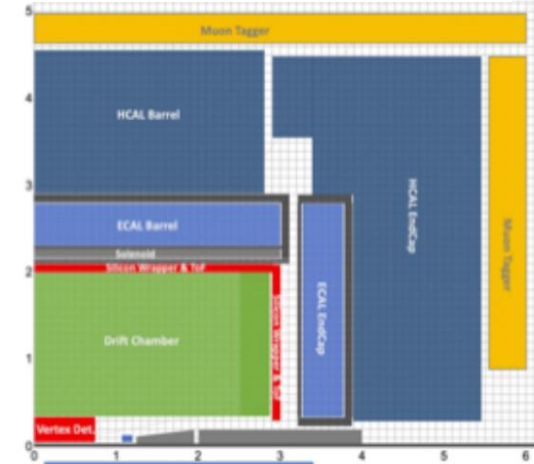 5
Muon Tagger
4
HCAL Barrel
3
HCAL EndCap
Muon Tagger
ECAL Barrel
Solenoid
2
Silicon Wrapper & ToF
ECAL EndCap
Silicon Wrapper & ToF
Drift Chamber
1
Vertex Det.
0
0 1 2 3 4 5 6